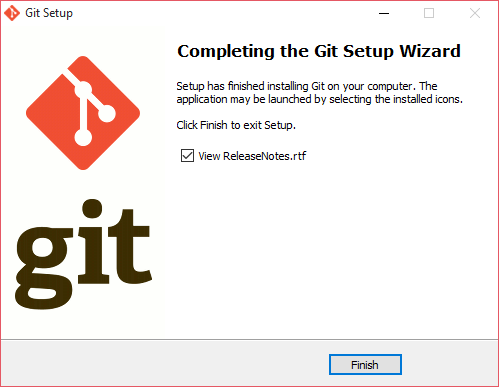 Git Setup
Completing the Git Setup Wizard
Setup has finished installing Git on your computer. The
application may be launched by selecting the installed icons.
Click Finish to exit Setup.
View ReleaseNotes.rtf
git
Finish